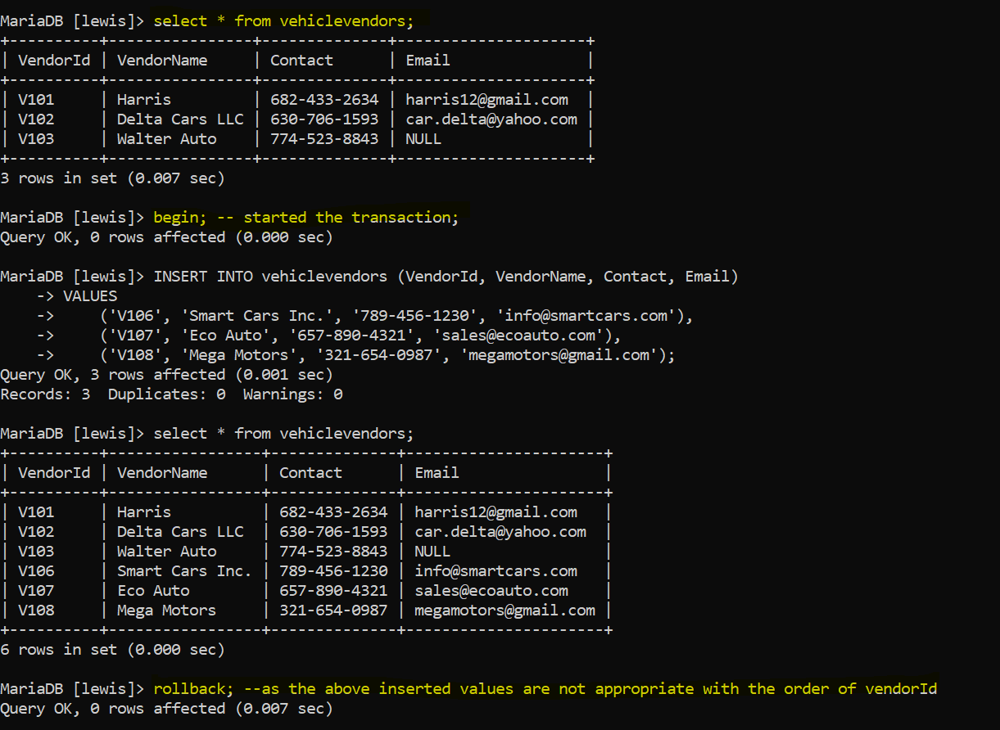 MariaDB [lewis]> select * from vehiclevendors;
+----------+----------------+--------------+---------------------+
| VendorId | VendorName     | Contact      | Email               |
+----------+----------------+--------------+---------------------+
| V101     | Harris         | 682-433-2634 | harris12@gmail.com  |
| V102     | Delta Cars LLC | 630-706-1593 | car.delta@yahoo.com |
| V103     | Walter Auto    | 774-523-8843 | NULL                |
+----------+----------------+--------------+---------------------+
3 rows in set (0.007 sec)
MariaDB [lewis]> begin; -- started the transaction;
Query OK, 0 rows affected (0.000 sec)
MariaDB [lewis]> INSERT INTO vehiclevendors (VendorId, VendorName, Contact, Email)
    -> VALUES
    ->     ('V106', 'Smart Cars Inc.', '789-456-1230', 'info@smartcars.com'),
    ->     ('V107', 'Eco Auto', '657-890-4321', 'sales@ecoauto.com'),
    ->     ('V108', 'Mega Motors', '321-654-0987', 'megamotors@gmail.com');
Query OK, 3 rows affected (0.001 sec)
Records: 3  Duplicates: 0  Warnings: 0
MariaDB [lewis]> select * from vehiclevendors;
+----------+-----------------+--------------+----------------------+
| VendorId | VendorName      | Contact      | Email                |
+----------+-----------------+--------------+----------------------+
| V101     | Harris          | 682-433-2634 | harris12@gmail.com   |
| V102     | Delta Cars LLC  | 630-706-1593 | car.delta@yahoo.com  |
| V103     | Walter Auto     | 774-523-8843 | NULL                 |
| V106     | Smart Cars Inc. | 789-456-1230 | info@smartcars.com   |
| V107     | Eco Auto        | 657-890-4321 | sales@ecoauto.com    |
| V108     | Mega Motors     | 321-654-0987 | megamotors@gmail.com |
+----------+-----------------+--------------+----------------------+
6 rows in set (0.000 sec)
MariaDB [lewis]> rollback; --as the above inserted values are not appropriate with the order of vendorId
Query OK, 0 rows affected (0.007 sec)